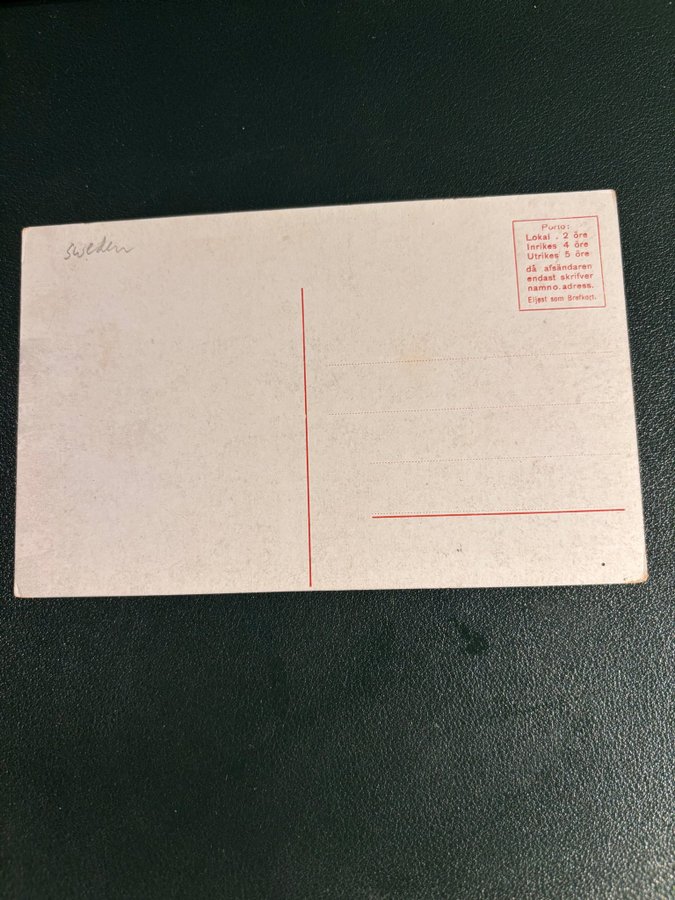 sweden
Porto:
Lokal . 2 öre
Inrikes 4 öre
Utrikes 5 öre
då afsändaren
endast skrifver
namn o. adress.
Eljest som Brefkort.